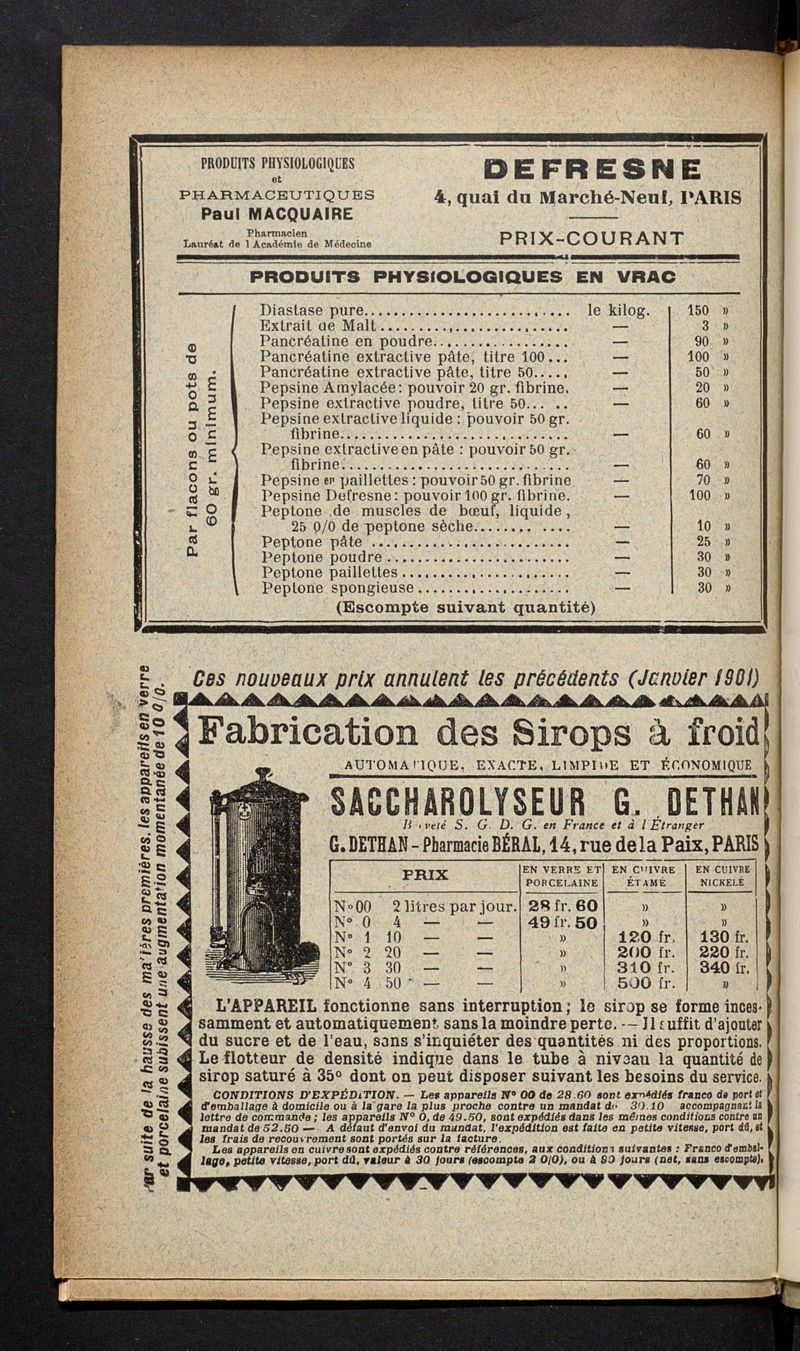 PRODUITS PHYSIOLOGIQUES
et
PHARMACEUTIQUES
Paul MACQUAIRE
Pharmacien
Lauréat de l Académie de Médecine
DEFRESNE
4, quai du Marché-Neuf, PARIS
PRIX-COURANT
PRODUITS PHYSIOLOGIQUES EN VRAC
Par flacons ou pots de
60 gr. minimum.
Diastase pure........................... le kilog. 150 »
Extrait de Malt........................ — 3 »
Pancréatine en poudre.................. — 90 »
Pancréatine extractive pâte, titre 100... — 100 »
Pancréatine extractive pâte, titre 50..... — 50 »
Pepsine Amylacée: pouvoir 20 gr. fibrine. — 20 »
Pepsine extractive poudre, titre 50... .. — 60 »
Pepsine extractive liquide : pouvoir 50 gr.
fibrine............................. — 60 »
Pepsine extractive en pâte : pouvoir 50 gr.
fibrine............................. — 60 »
Pepsine en paillettes : pouvoir 50 gr. fibrine — 70 »
Pepsine Defresne: pouvoir 100 gr. fibrine. — 100 »
Peptone de muscles de bœuf, liquide,
25 0/0 de peptone sèche........ .... — 10 »
Peptone pâte ......................... — 25 »
Peptone poudre ....................... — 30 »
Peptone paillettes ..................... — 30 »
Peptone spongieuse.................... — 30 »
(Escompte suivant quantité)
Ces nouveaux prix annulent les précédents (Janvier 1901)
Par suite de la hausse des matières premières, les appareils en verre
et porcelaine subissent une augmentation momentanée de 10 0/0.
Fabrication des Sirops à froid
AUTOMATIQUE, EXACTE, LIMPIDE ET ÉCONOMIQUE
SACCHAROLYSEUR G. DETHAN
Breveté S. G. D. G. en France et à l Étranger
G. DETHAN - Pharmacie BÉRAL, 14, rue de la Paix, PARIS
PRIX EN VERRE ET PORCELAINE EN CUIVRE ÉTAMÉ EN CUIVRE NICKELÉ
N° 00 2 litres par jour. 28 fr. 60 » »
N° 0 4 — — 49 fr. 50 » »
N° 1 10 — — » 120 fr. 130 fr.
N° 2 20 — — » 200 fr. 220 fr.
N° 3 30 — — » 310 fr. 340 fr.
N° 4 50 — — » 500 fr. »
L'APPAREIL fonctionne sans interruption; le sirop se forme inces-
samment et automatiquement sans la moindre perte. — Il suffit d'ajouter
du sucre et de l'eau, sans s'inquiéter des quantités ni des proportions.
Le flotteur de densité indique dans le tube à niveau la quantité de
sirop saturé à 35° dont on peut disposer suivant les besoins du service.
CONDITIONS D'EXPÉDITION. — Les appareils N° 00 de 28.60 sont expédiés franco de port et
d'emballage à domicile ou à la gare la plus proche contre un mandat de 30.10 accompagnant la
lettre de commande; les appareils N° 0, de 49.50, sont expédiés dans les mêmes conditions contre un
mandat de 52.50 — A défaut d'envoi du mandat, l'expédition est faite en petite vitesse, port dû, et
les frais de recouvrement sont portés sur la facture.
Les appareils en cuivre sont expédiés contre références, aux conditions suivantes : Franco d'embal-
lage, petite vitesse, port dû, valeur à 30 jours (escompte 2 0/0), ou à 90 jours (net, sans escompte).